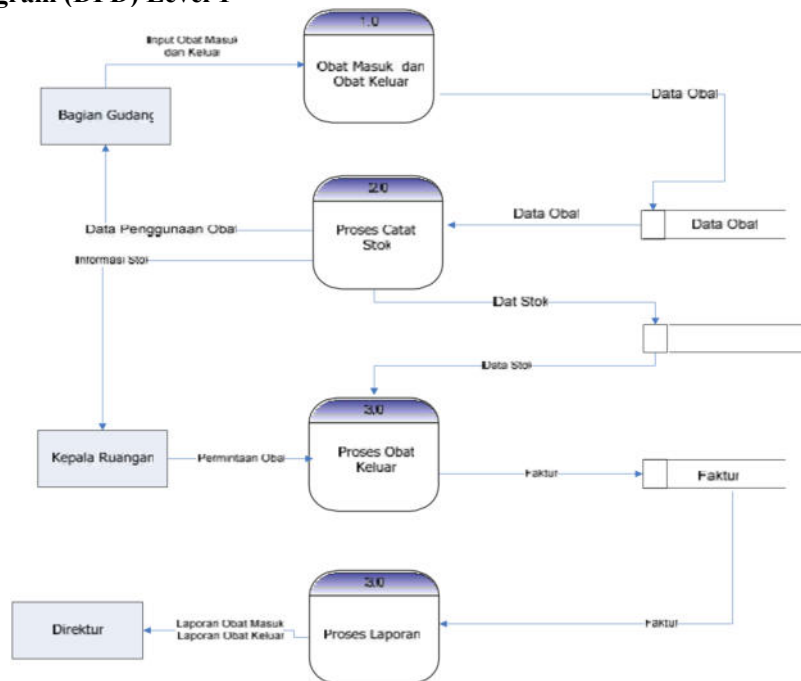 gram (DFD) Level 1
Input Obat Masuk
dan Keluar
1.0
Obat Masuk dan
Obat Keluar
Bagian Gudang
Data Obat
2.0
Proses Catat
Stok
Data Penggunaan Obat
Informasi Stok
Data Obat
Data Obat
Dat Stok
Data Stok
3.0
Proses Obat
Keluar
Kepala Ruangan
Permintaan Obat
Faktur
Faktur
3.0
Proses Laporan
Direktur
Laporan Obat Masuk
Laporan Obat Keluar
Faktur